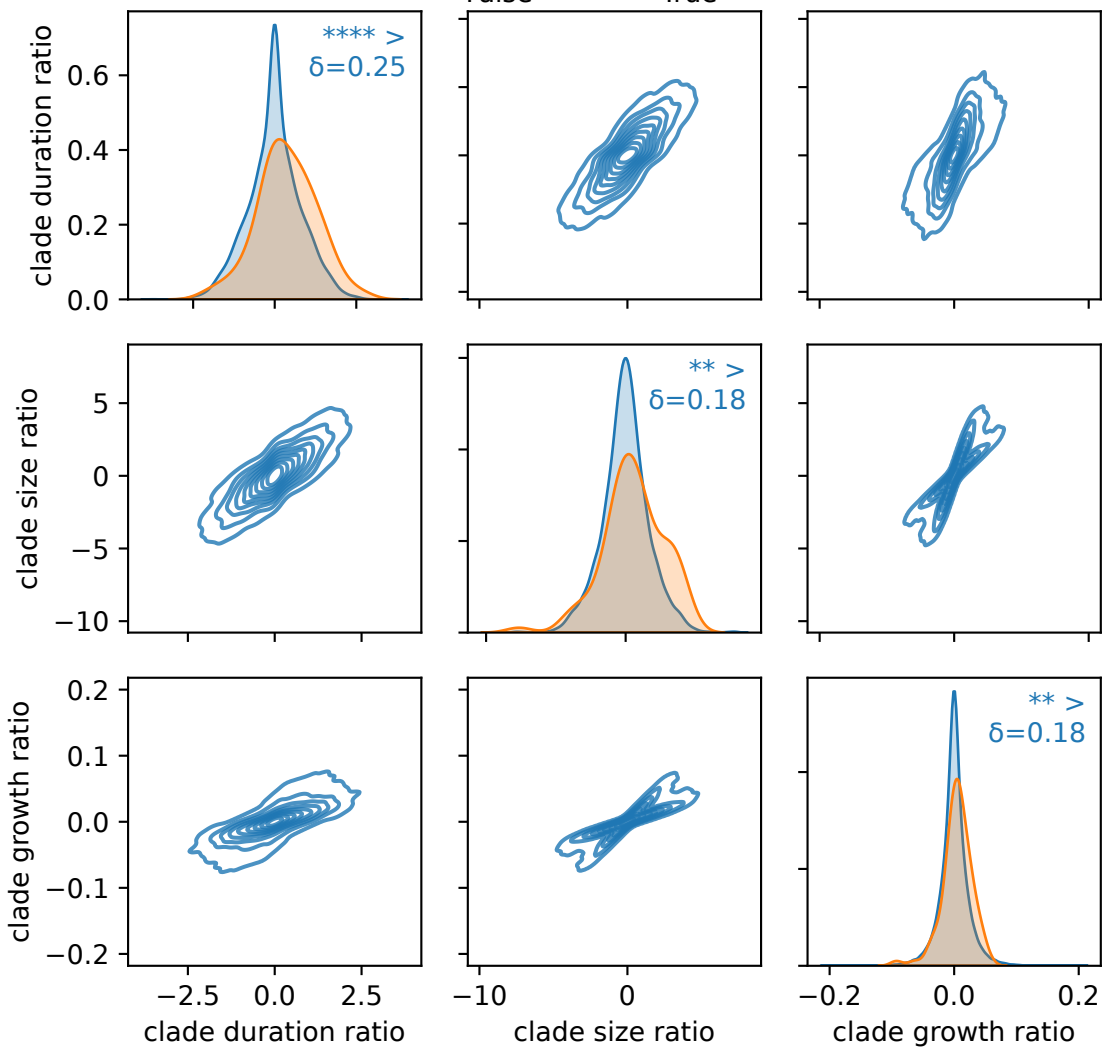 False True
clade duration ratio
0.6
0.4
0.2
0.0
**** >
δ=0.25
clade size ratio
5
0
−5
−10
** >
δ=0.18
clade growth ratio
0.2
0.1
0.0
−0.1
−0.2
** >
δ=0.18
−2.5 0.0 2.5
−10 0
−0.2 0.0 0.2
clade duration ratio
clade size ratio
clade growth ratio